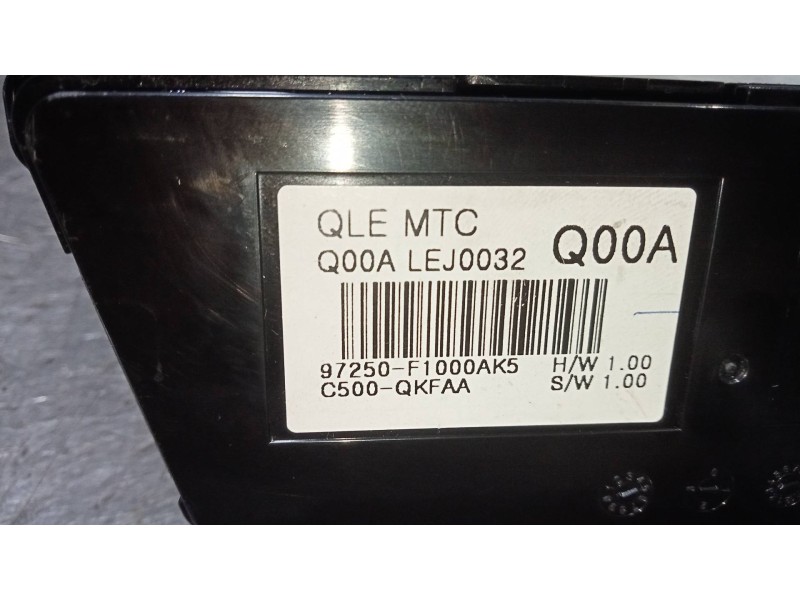 QLE MTC
Q00A LEJ0032
Q00A
97250-F1000AK5 H/W 1.00
C500-QKFAA S/W 1.00